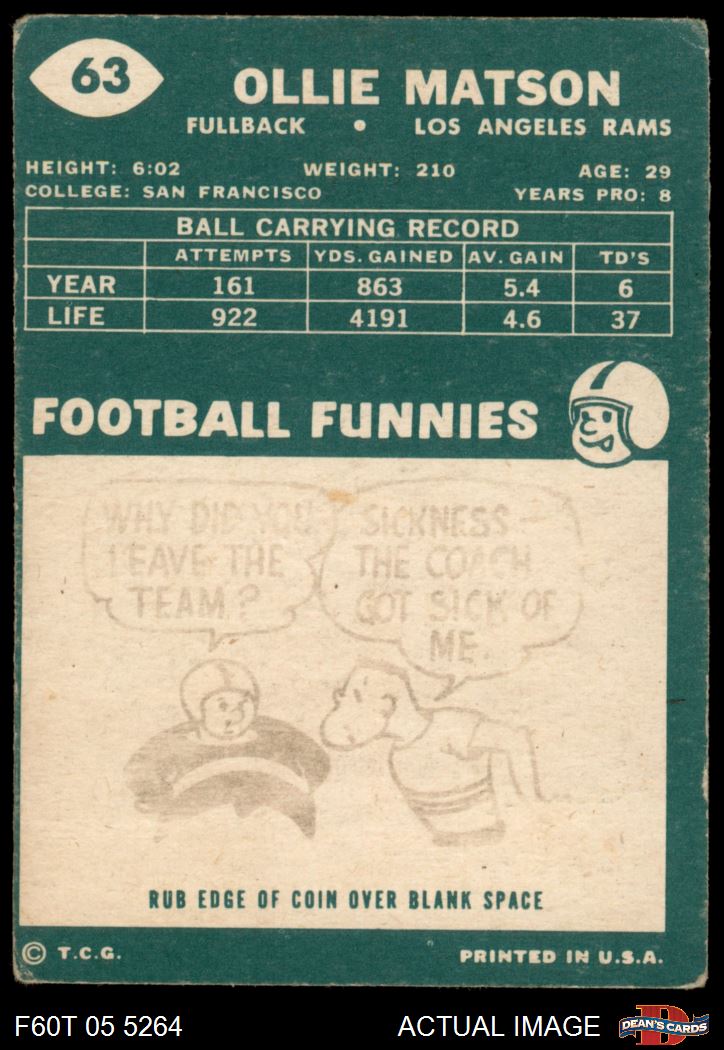 63
OLLIE MATSON
FULLBACK • LOS ANGELES RAMS
HEIGHT: 6:02 WEIGHT: 210 AGE: 29
COLLEGE: SAN FRANCISCO YEARS PRO: 8
BALL CARRYING RECORD
ATTEMPTS YDS. GAINED AV. GAIN TD'S
YEAR 161 863 5.4 6
LIFE 922 4191 4.6 37
FOOTBALL FUNNIES
WHY DID YOU
LEAVE THE
TEAM?
SICKNESS—
THE COACH
GOT SICK OF
ME.
RUB EDGE OF COIN OVER BLANK SPACE
© T.C.G. PRINTED IN U.S.A.
F60T 05 5264 ACTUAL IMAGE
D
DEAN'S CARDS